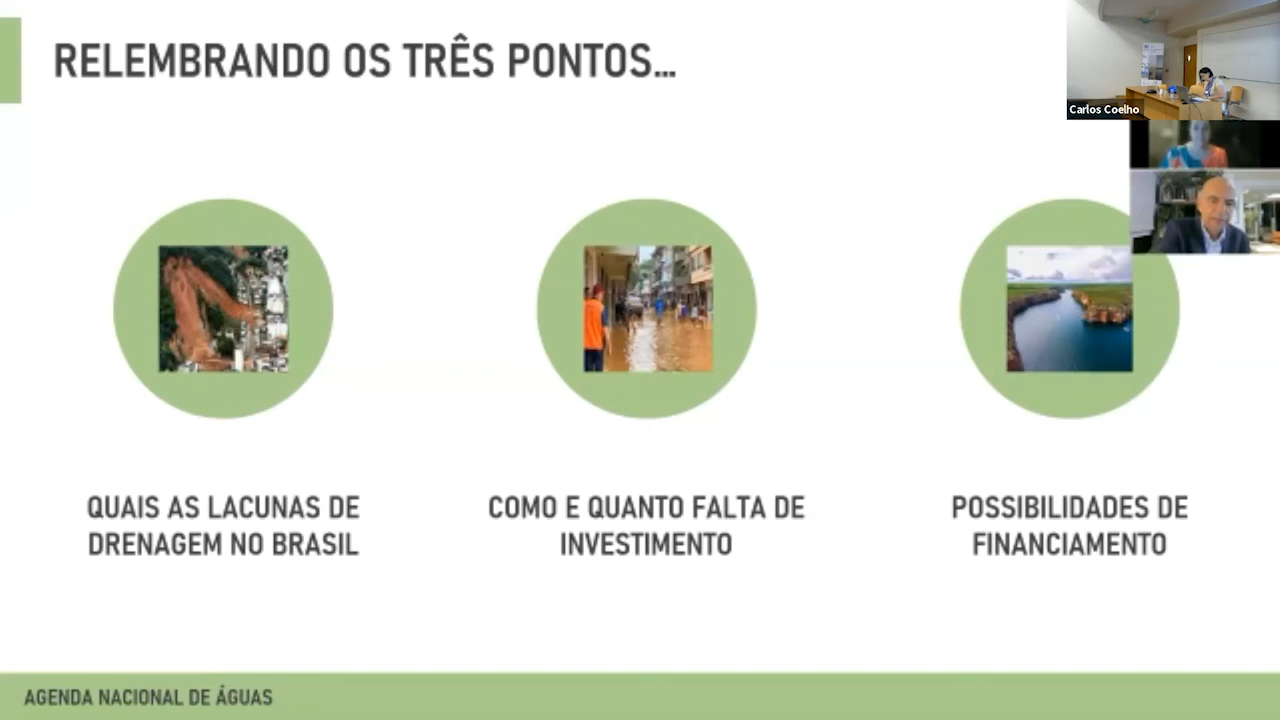 RELEMBRANDO OS TRÊS PONTOS...
Carlos Coelho
QUAIS AS LACUNAS DE
DRENAGEM NO BRASIL
COMO E QUANTO FALTA DE
INVESTIMENTO
POSSIBILIDADES DE
FINANCIAMENTO
AGENDA NACIONAL DE ÁGUAS